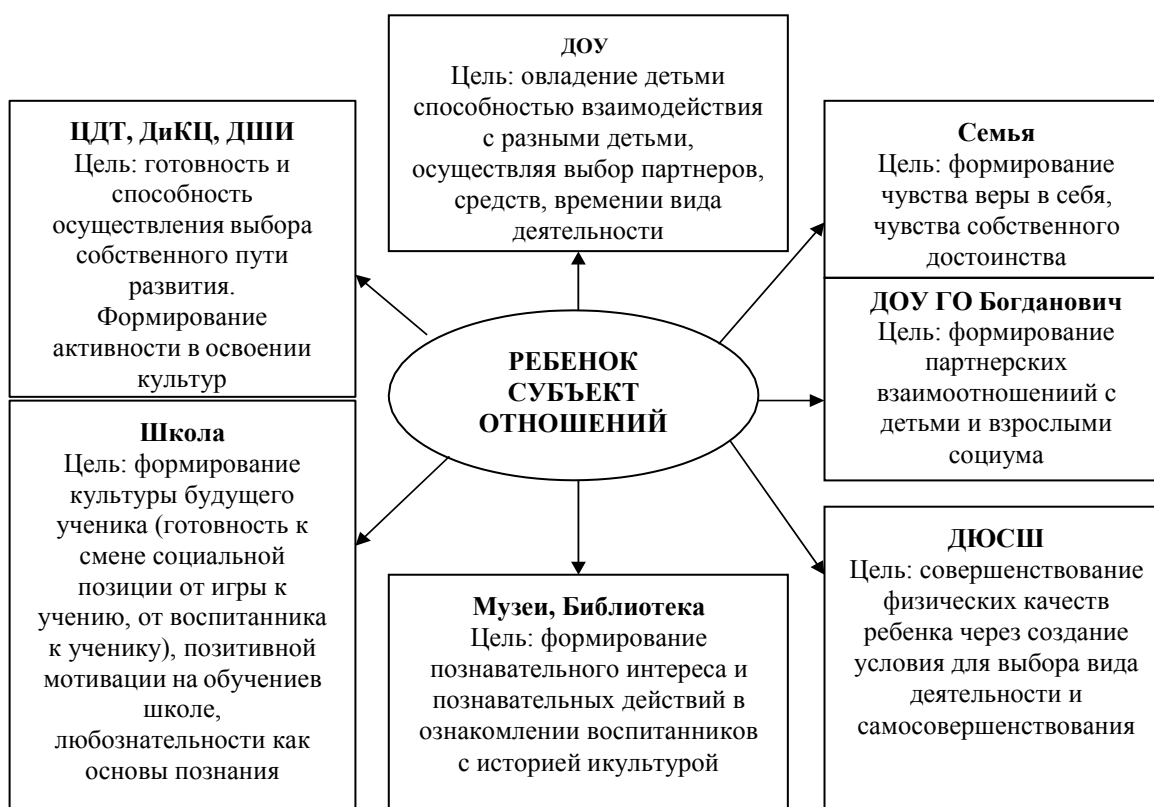 ДОУ
Цель: овладение детьми
способностью взаимодействия
с разными детьми,
осуществляя выбор партнеров,
средств, времении вида
деятельности
ЦДТ, ДиКЦ, ДШИ
Цель: готовность и
способность
осуществления выбора
собственного пути
развития.
Формирование
активности в освоении
культур
Семья
Цель: формирование
чувства веры в себя,
чувства собственного
достоинства
ДОУ ГО Богданович
Цель: формирование
партнерских
взаимоотношениий с
детьми и взрослыми
социума
РЕБЕНОК
СУБЪЕКТ
ОТНОШЕНИЙ
Школа
Цель: формирование
культуры будущего
ученика (готовность к
смене социальной
позиции от игры к
учению, от воспитанника
к ученику), позитивной
мотивации на обучениев
школе,
любознательности как
основы познания
Музеи, Библиотека
Цель: формирование
познавательного интереса и
познавательных действий в
ознакомлении воспитанников
с историей икультурой
ДЮСШ
Цель: совершенствование
физических качеств
ребенка через создание
условия для выбора вида
деятельности и
самосовершенствования